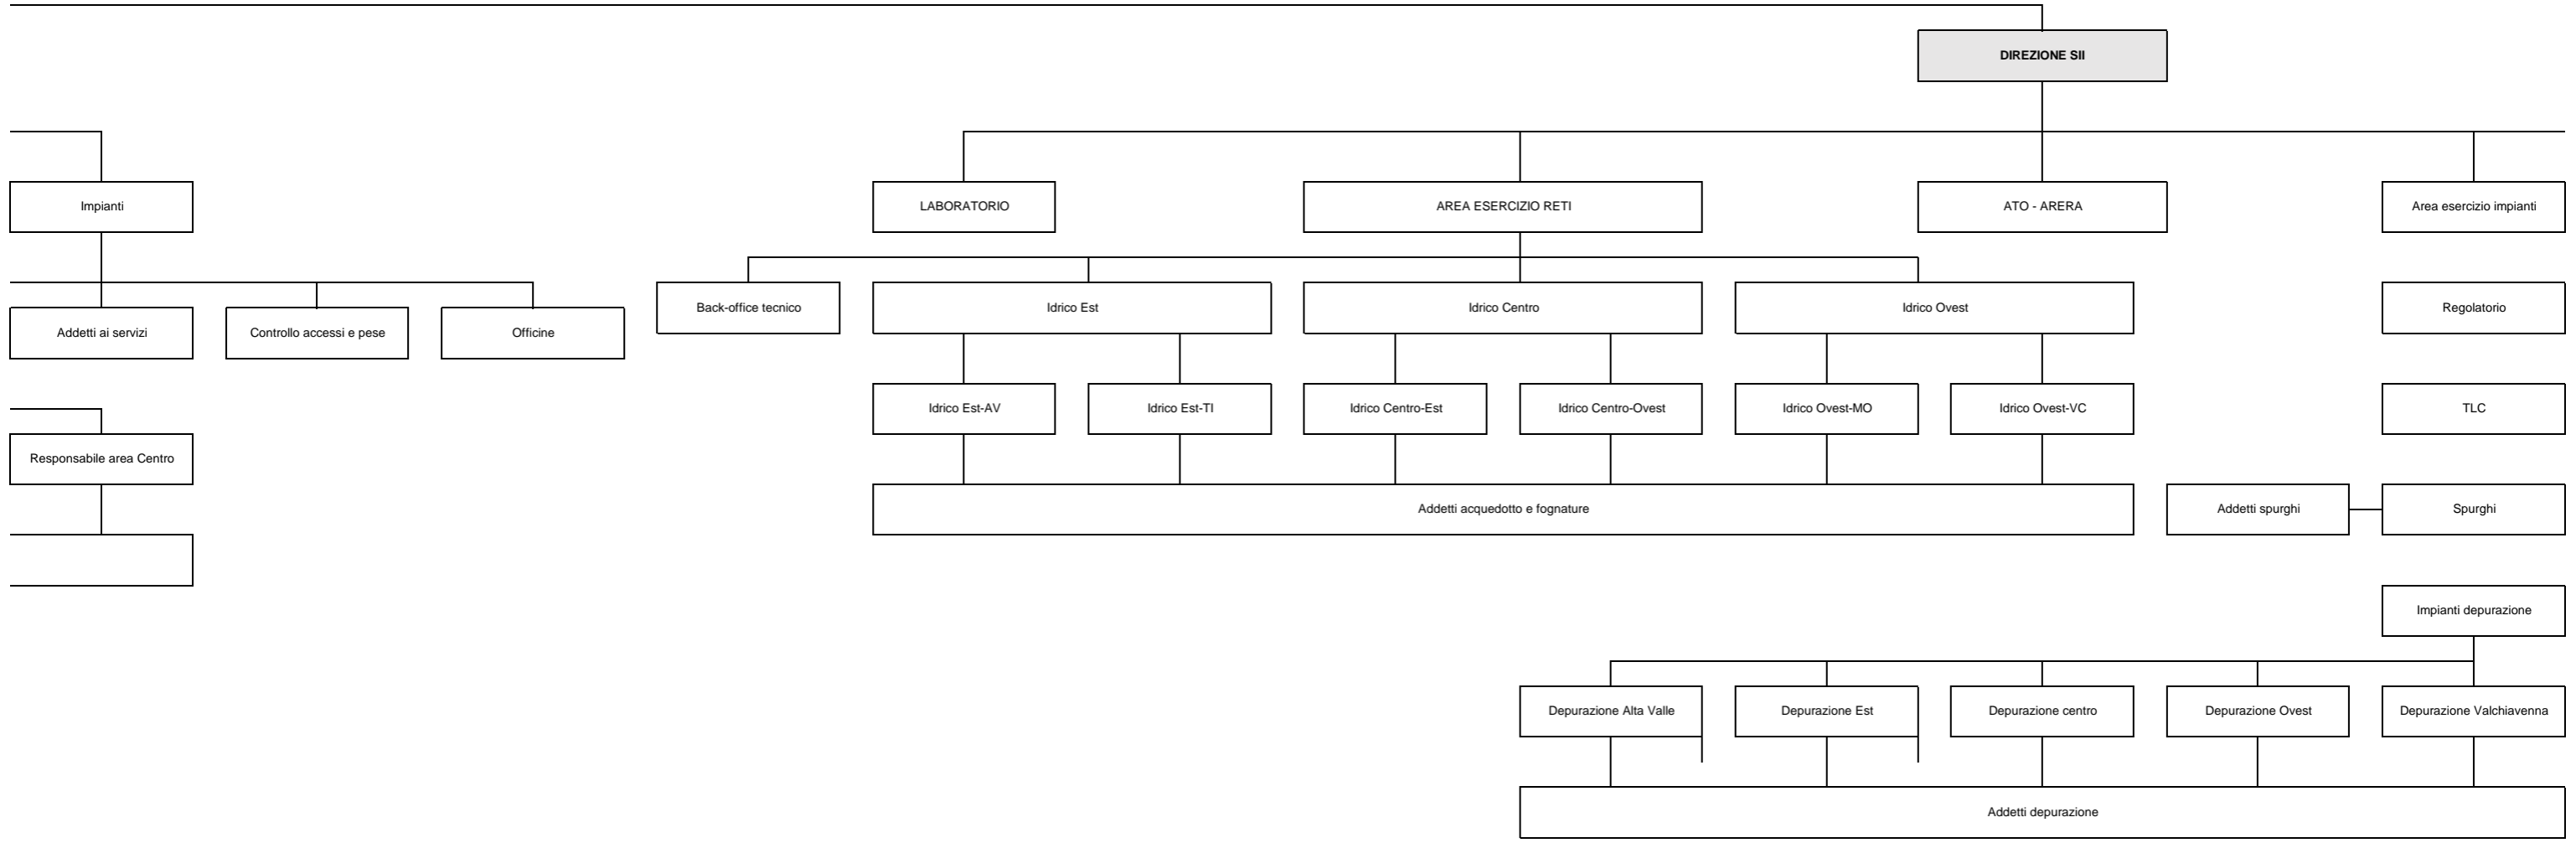 DIREZIONE SII
Impianti
LABORATORIO
AREA ESERCIZIO RETI
ATO - ARERA
Area esercizio impianti
Back-office tecnico
Idrico Est
Idrico Centro
Idrico Ovest
Regolatorio
Addetti ai servizi
Controllo accessi e pese
Officine
Idrico Est-AV
Idrico Est-TI
Idrico Centro-Est
Idrico Centro-Ovest
Idrico Ovest-MO
Idrico Ovest-VC
TLC
Responsabile area Centro
Addetti acquedotto e fognature
Addetti spurghi
Spurghi
Impianti depurazione
Depurazione Alta Valle
Depurazione Est
Depurazione centro
Depurazione Ovest
Depurazione Valchiavenna
Addetti depurazione